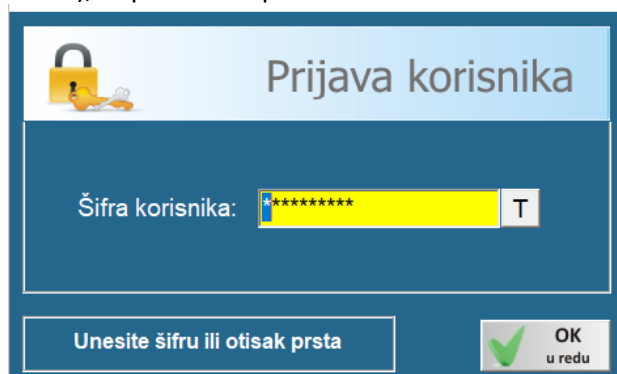 Prijava korisnika
Šifra korisnika: ********** T
Unesite šifru ili otisak prsta
OK
u redu